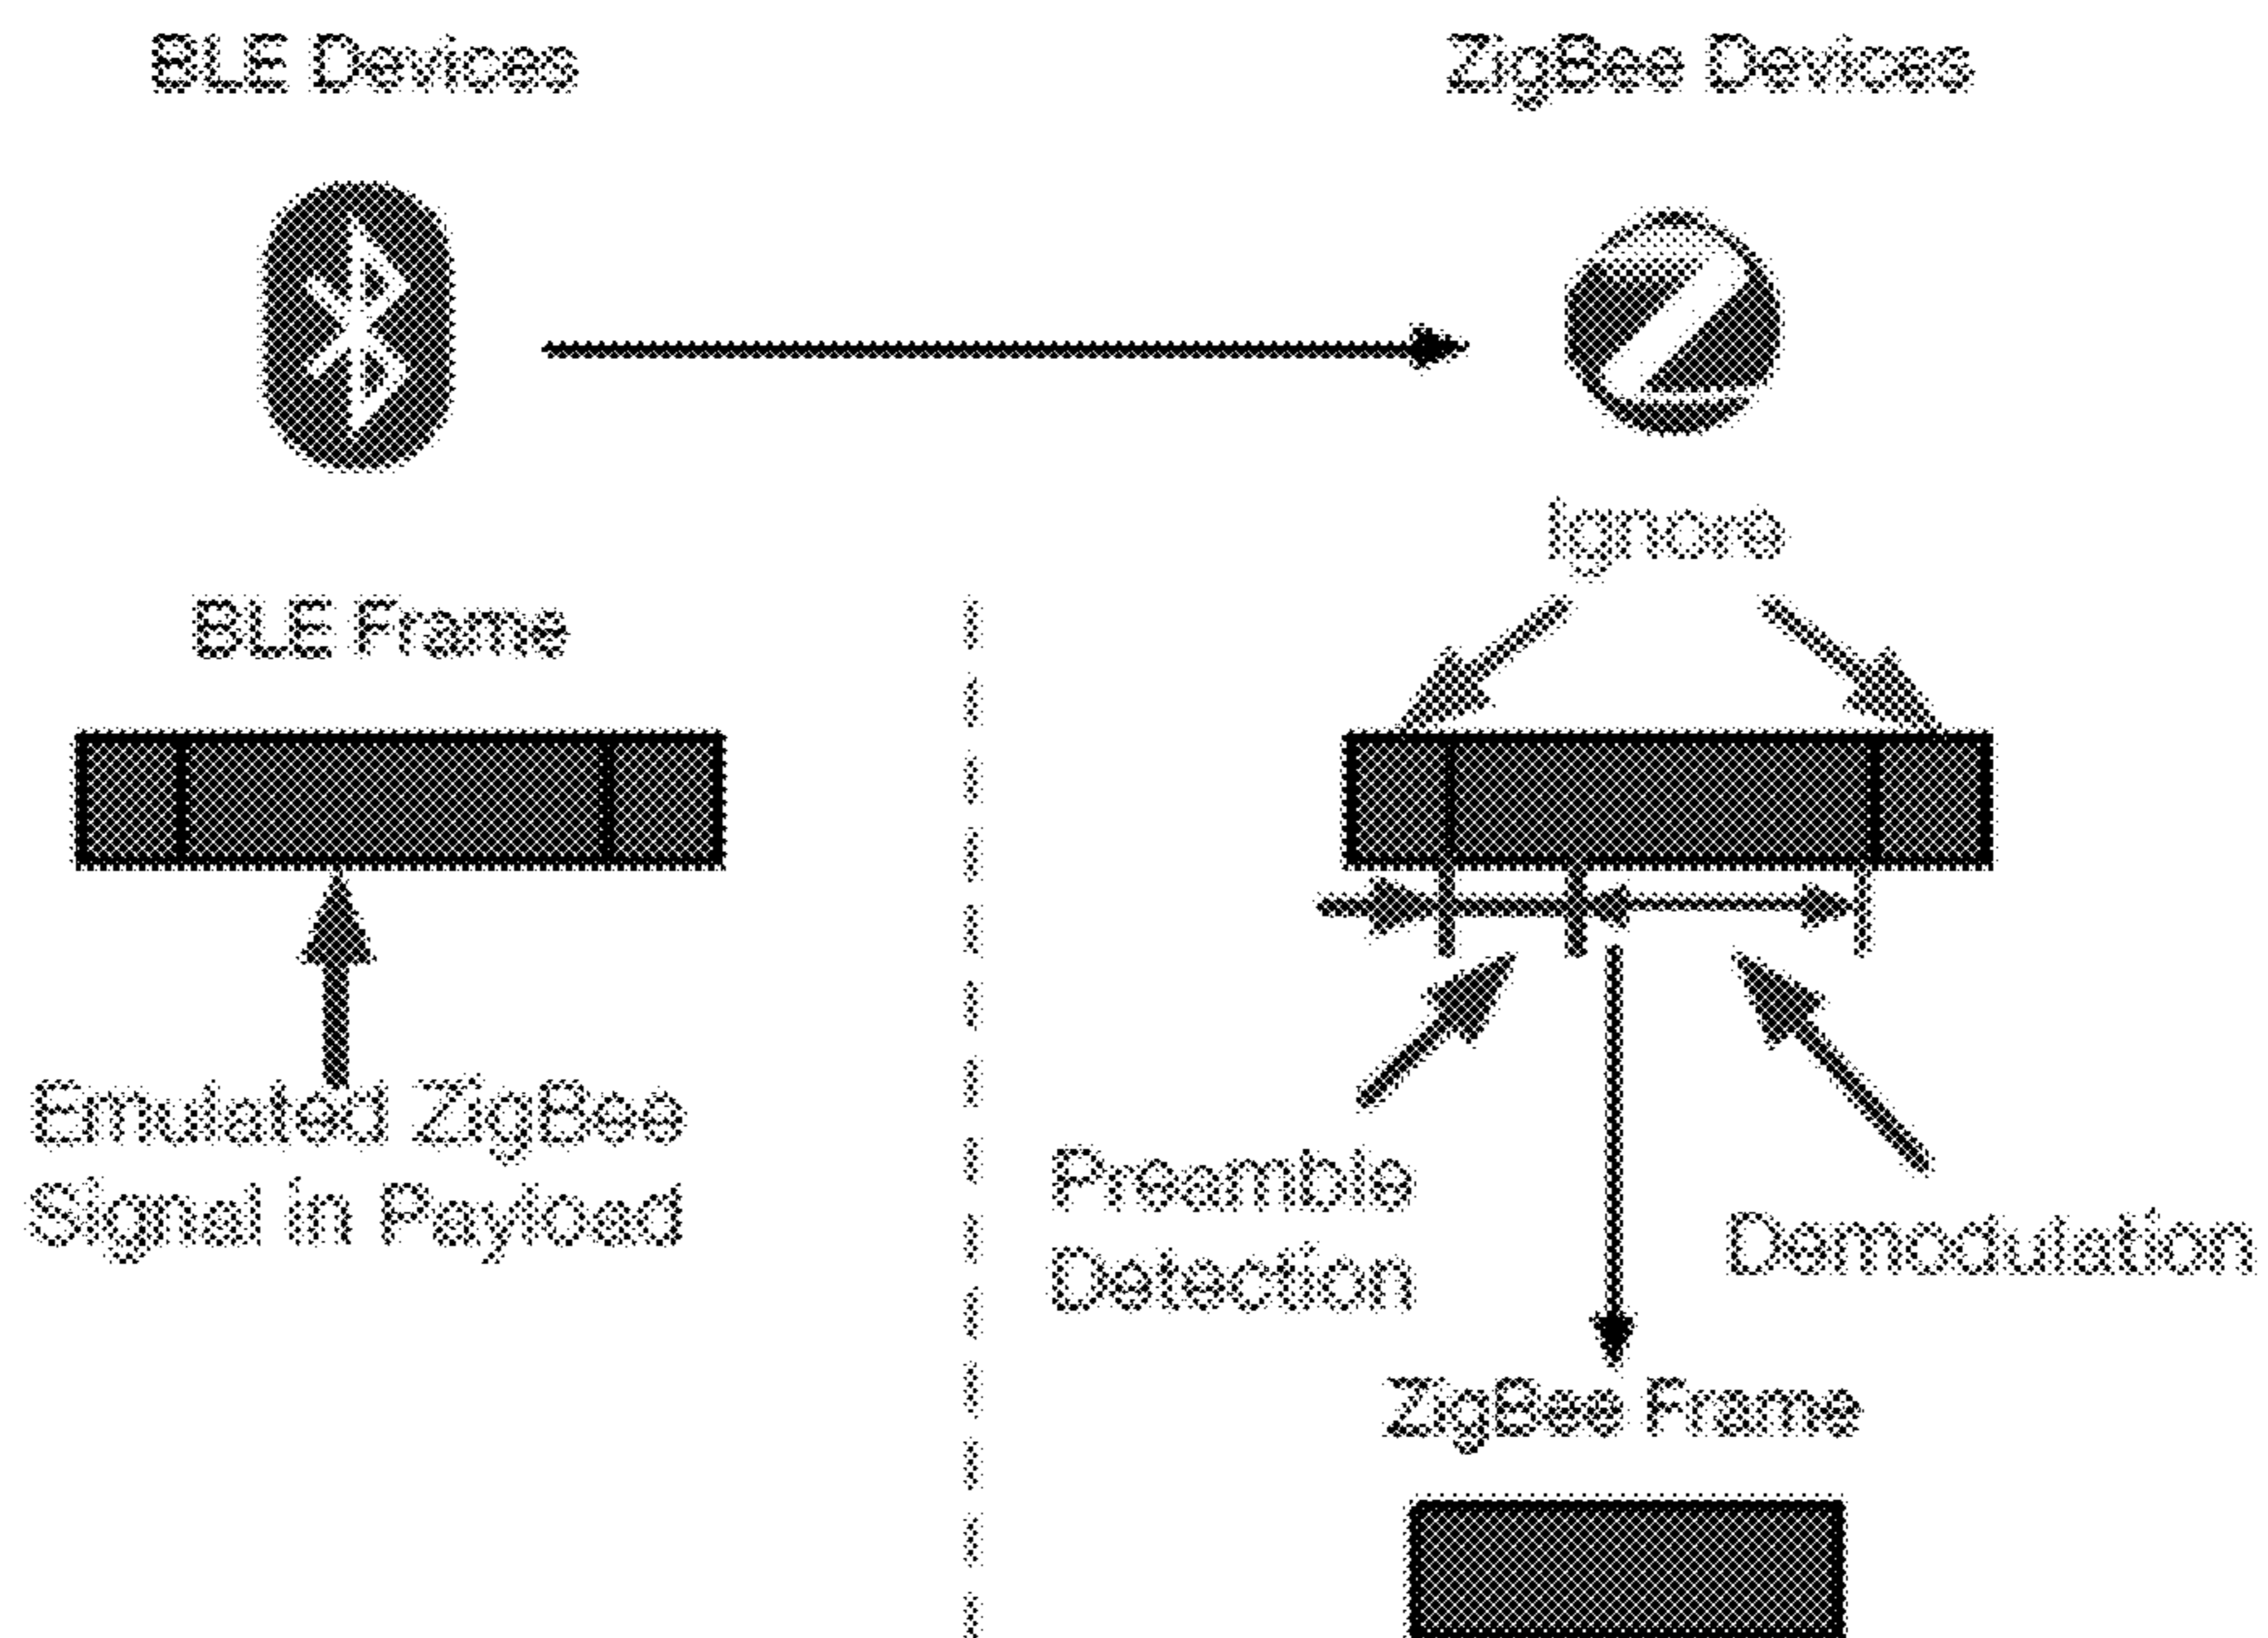 BLE Devices
ZigBee Devices
Ignore
BLE Frame
Emulated ZigBee
Signal in Payload
Preamble
Detection
Demodulation
ZigBee Frame